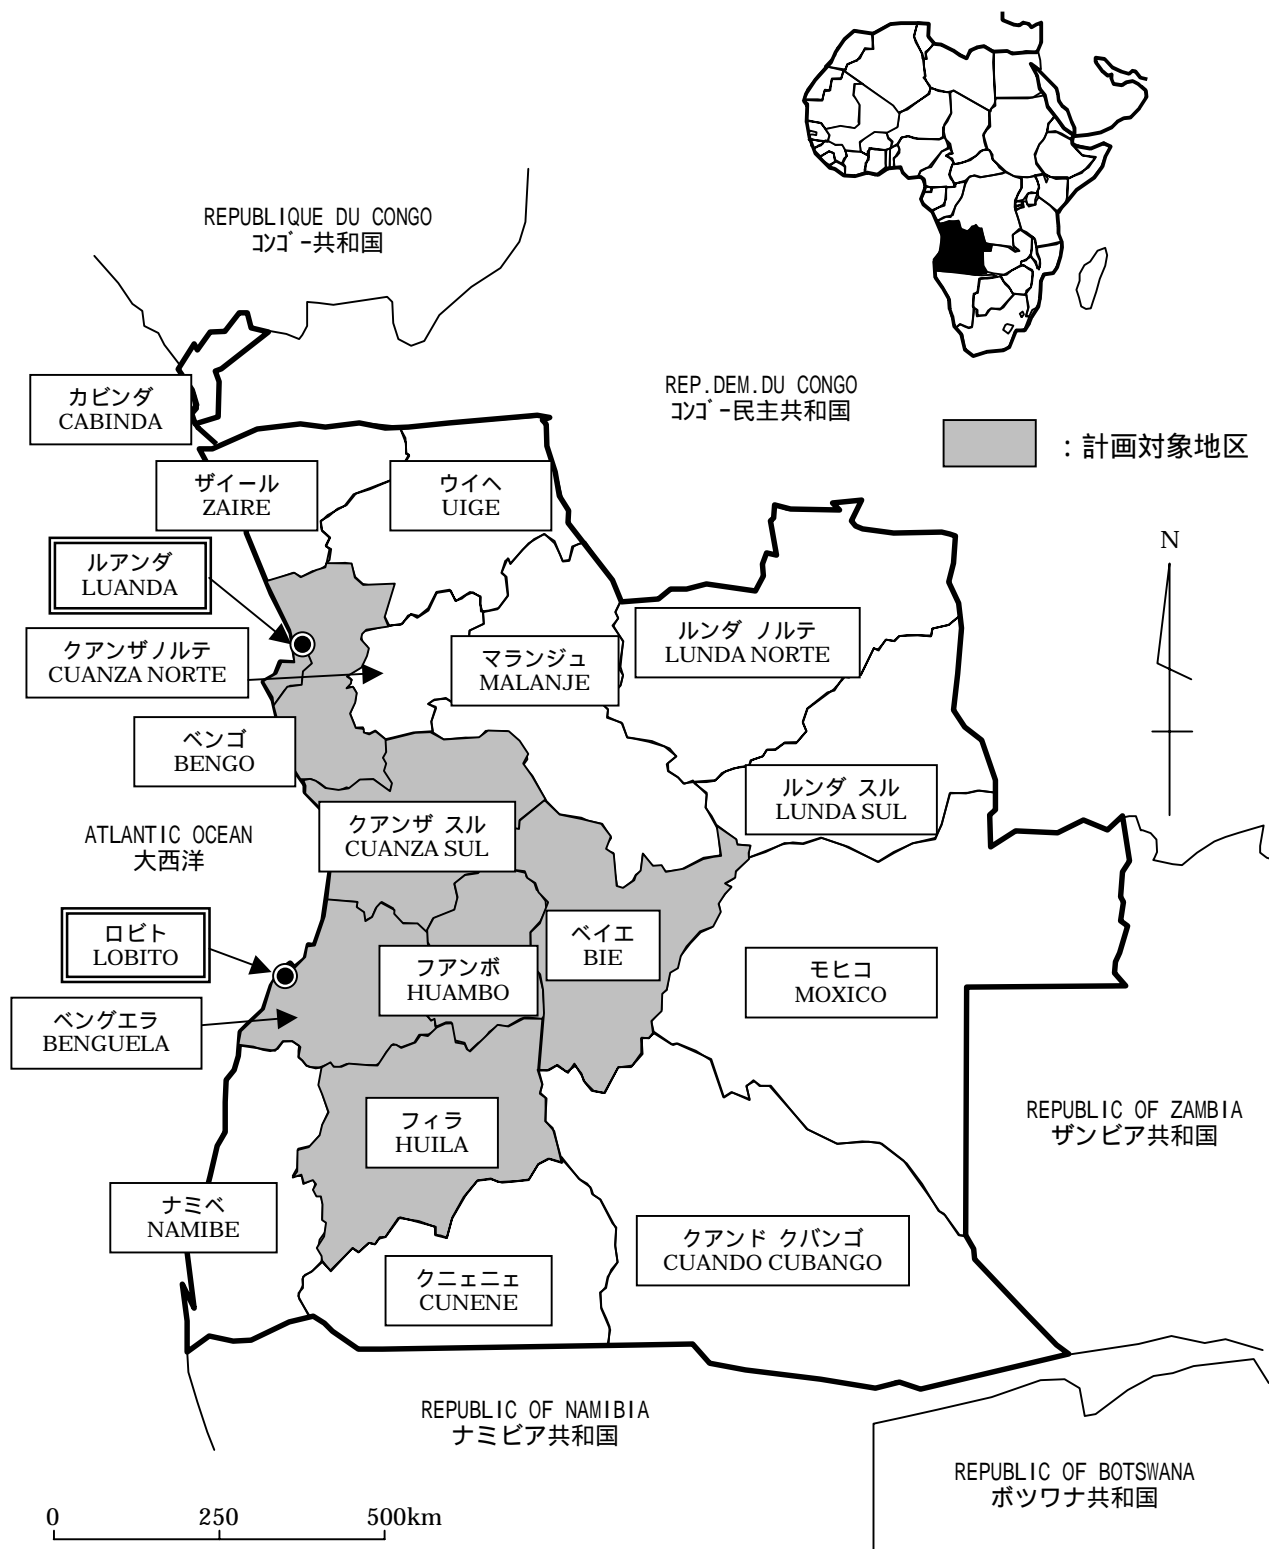 REPUBLIQUE DU CONGO
コンゴー共和国
REP.DEM.DU CONGO
コンゴー民主共和国
カビンダ
CABINDA
：計画対象地区
ザイール
ZAIRE
ウイヘ
UIGE
N
ルアンダ
LUANDA
クアンザノルテ
CUANZA NORTE
マランジュ
MALANJE
ルンダ ノルテ
LUNDA NORTE
ベンゴ
BENGO
ルンダ スル
LUNDA SUL
ATLANTIC OCEAN
大西洋
クアンザ スル
CUANZA SUL
ロビト
LOBITO
ベイエ
BIE
フアンボ
HUAMBO
モヒコ
MOXICO
ベングエラ
BENGUELA
フィラ
HUILA
REPUBLIC OF ZAMBIA
ザンビア共和国
ナミベ
NAMIBE
クアンド クバンゴ
CUANDO CUBANGO
クニェニェ
CUNENE
REPUBLIC OF NAMIBIA
ナミビア共和国
REPUBLIC OF BOTSWANA
ボツワナ共和国
0 250 500km